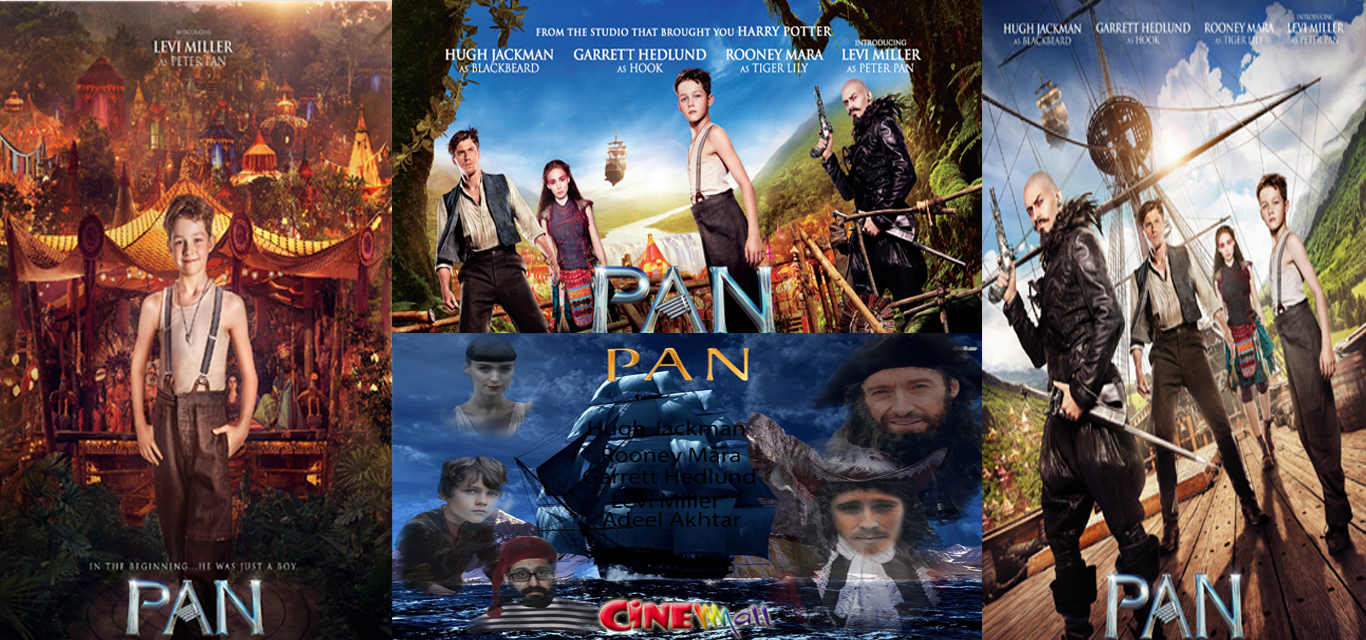 INTRODUCING
LEVI MILLER
AS PETER PAN
IN THE BEGINNING...HE WAS JUST A BOY.
PAN
FROM THE STUDIO THAT BROUGHT YOU HARRY POTTER
HUGH JACKMAN
AS BLACKBEARD
GARRETT HEDLUND
AS HOOK
ROONEY MARA
AS TIGER LILY
INTRODUCING
LEVI MILLER
AS PETER PAN
PAN
PAN
Hugh Jackman
Rooney Mara
Garrett Hedlund
Levi Miller
Adeel Akhtar
HUGH JACKMAN
AS BLACKBEARD
GARRETT HEDLUND
AS HOOK
ROONEY MARA
AS TIGER LILY
INTRODUCING
LEVI MILLER
AS PETER PAN
PAN